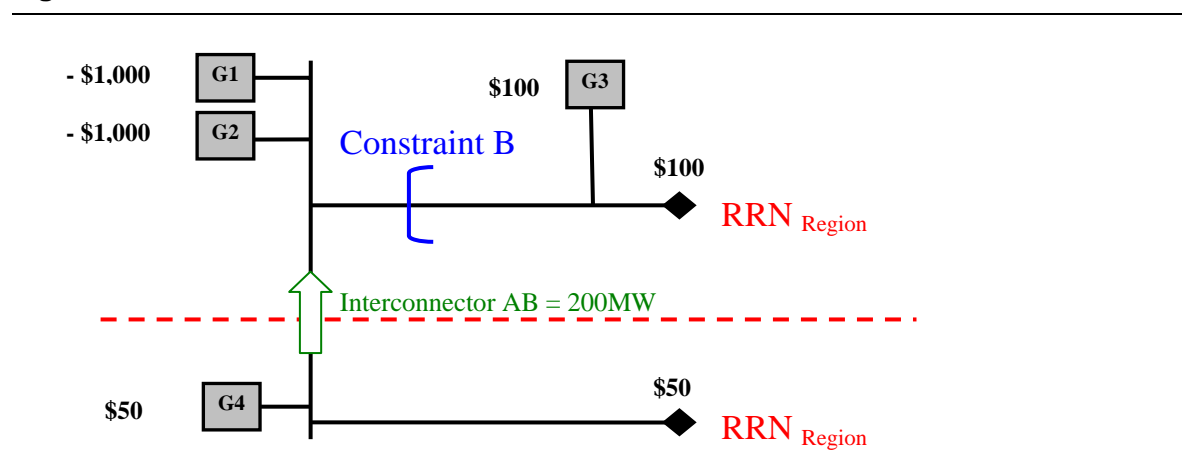 - $1,000
G1
$100
G3
- $1,000
G2
Constraint B
$100
RRN Region
Interconnector AB = 200MW
$50
G4
$50
RRN Region